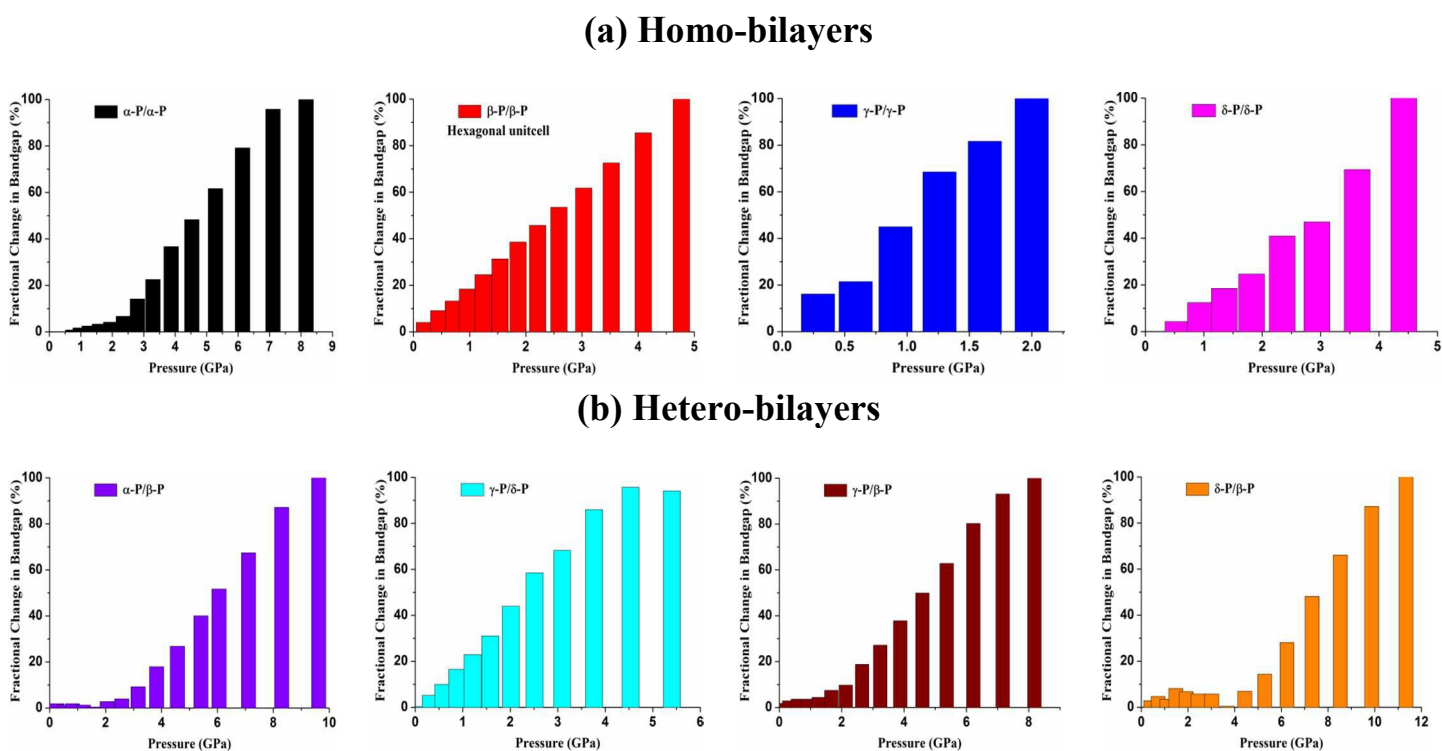 (a) Homo-bilayers
Fractional Change in Bandgap (%)
100
80
60
40
20
0
α-P/α-P
1 2 3 4 5 6 7 8 9
Pressure (GPa)
Fractional Change in Bandgap (%)
100
80
60
40
20
0
β-P/β-P
Hexagonal unitcell
0 1 2 3 4 5
Pressure (GPa)
Fractional Change in Bandgap (%)
100
80
60
40
20
0
γ-P/γ-P
0.0 0.5 1.0 1.5 2.0
Pressure (GPa)
Fractional Change in Bandgap (%)
100
80
60
40
20
0
δ-P/δ-P
0 1 2 3 4 5
Pressure (GPa)
(b) Hetero-bilayers
Fractional Change in Bandgap (%)
100
80
60
40
20
0
α-P/β-P
0 2 4 6 8 10
Pressure (GPa)
Fractional Change in Bandgap (%)
100
80
60
40
20
0
γ-P/δ-P
1 2 3 4 5 6
Pressure (GPa)
Fractional Change in Bandgap (%)
100
80
60
40
20
0
γ-P/β-P
0 2 4 6 8
Pressure (GPa)
Fractional Change in Bandgap (%)
100
80
60
40
20
0
δ-P/β-P
0 2 4 6 8 10 12
Pressure (GPa)